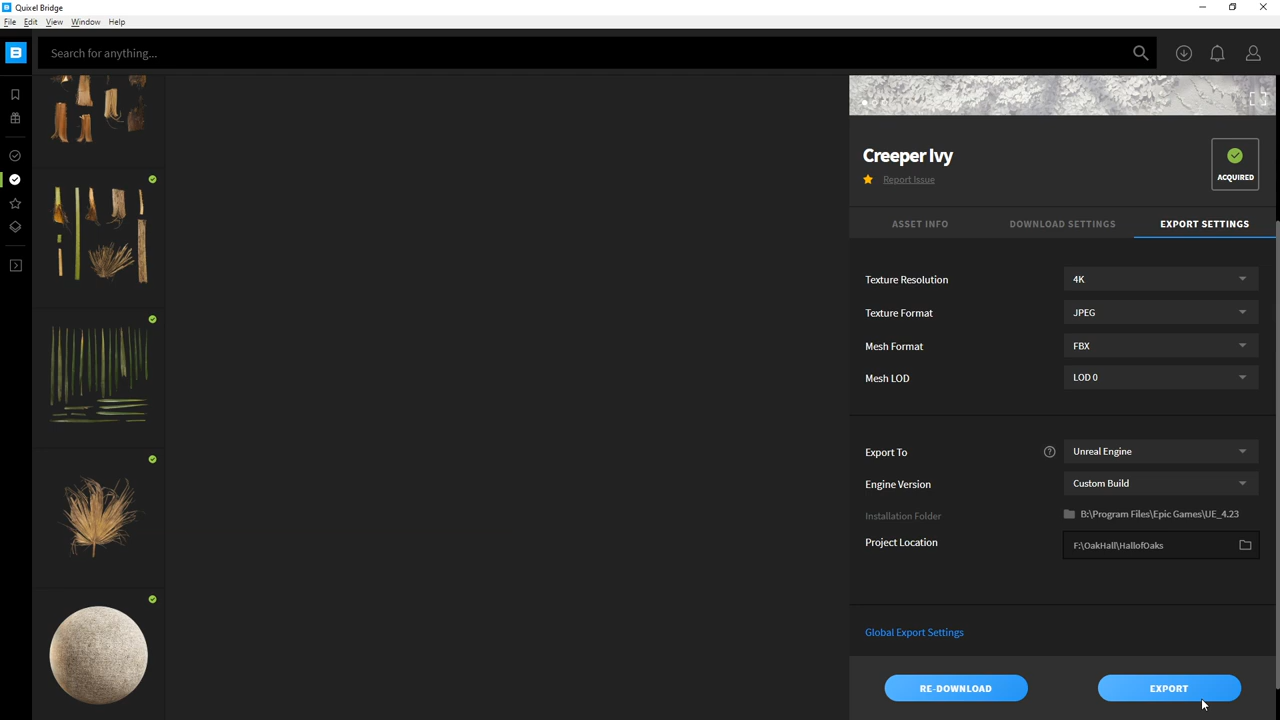 Quixel Bridge
File Edit View Window Help
Search for anything...
Creeper Ivy
Report Issue
ACQUIRED
ASSET INFO DOWNLOAD SETTINGS EXPORT SETTINGS
Texture Resolution 4K
Texture Format JPEG
Mesh Format FBX
Mesh LOD LOD 0
Export To ? Unreal Engine
Engine Version Custom Build
Installation Folder B:\Program Files\Epic Games\UE_4.23
Project Location F:\OakHall\HallofOaks
Global Export Settings
RE-DOWNLOAD EXPORT